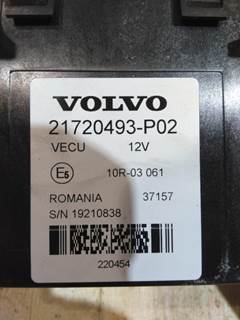 VOLVO
21720493-P02
VECU 12V
E5 10R-03 061
ROMANIA 37157
S/N 19210838
220454